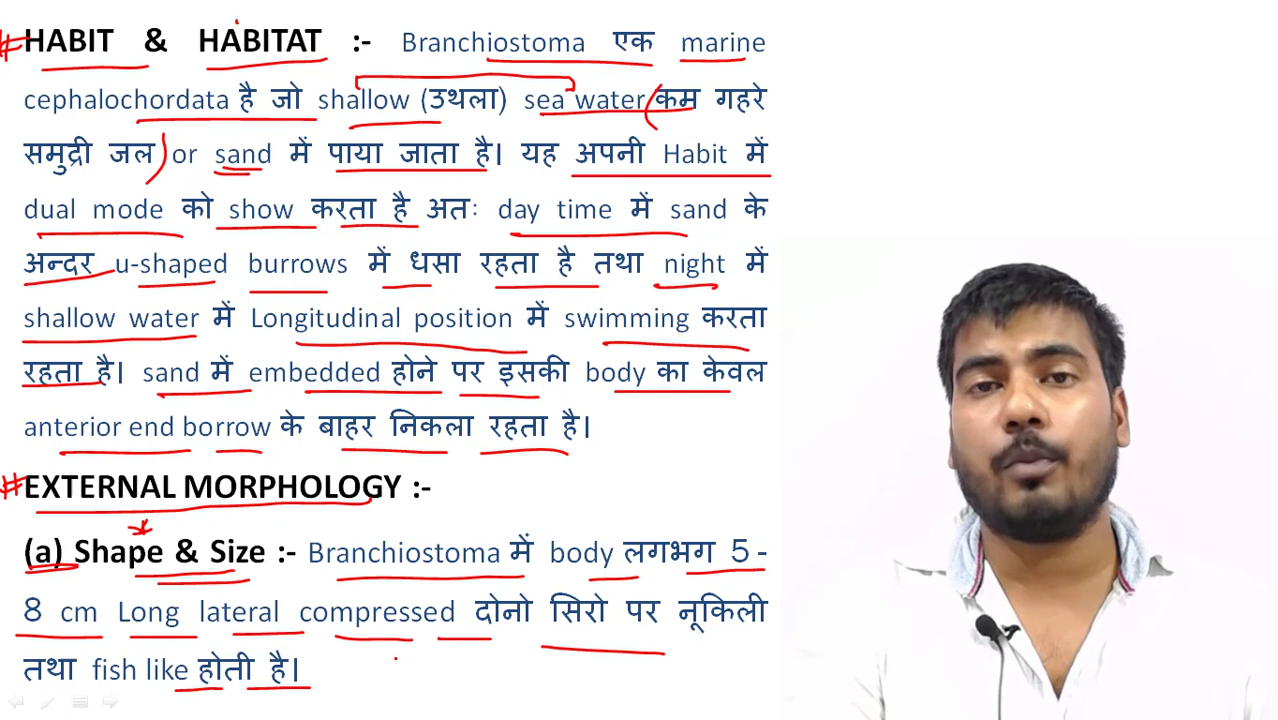 HABIT & HABITAT :- Branchiostoma एक marine
cephalochordata है जो shallow (उथला) sea water (कम गहरे
समुद्री जल) or sand में पाया जाता है। यह अपनी Habit में
dual mode को show करता है अतः day time में sand के
अन्दर u-shaped burrows में धसा रहता है तथा night में
shallow water में Longitudinal position में swimming करता
रहता है। sand में embedded होने पर इसकी body का केवल
anterior end borrow के बाहर निकला रहता है।
EXTERNAL MORPHOLOGY :-
(a) Shape & Size :- Branchiostoma में body लगभग 5 -
8 cm Long lateral compressed दोनो सिरो पर नूकिली
तथा fish like होती है।